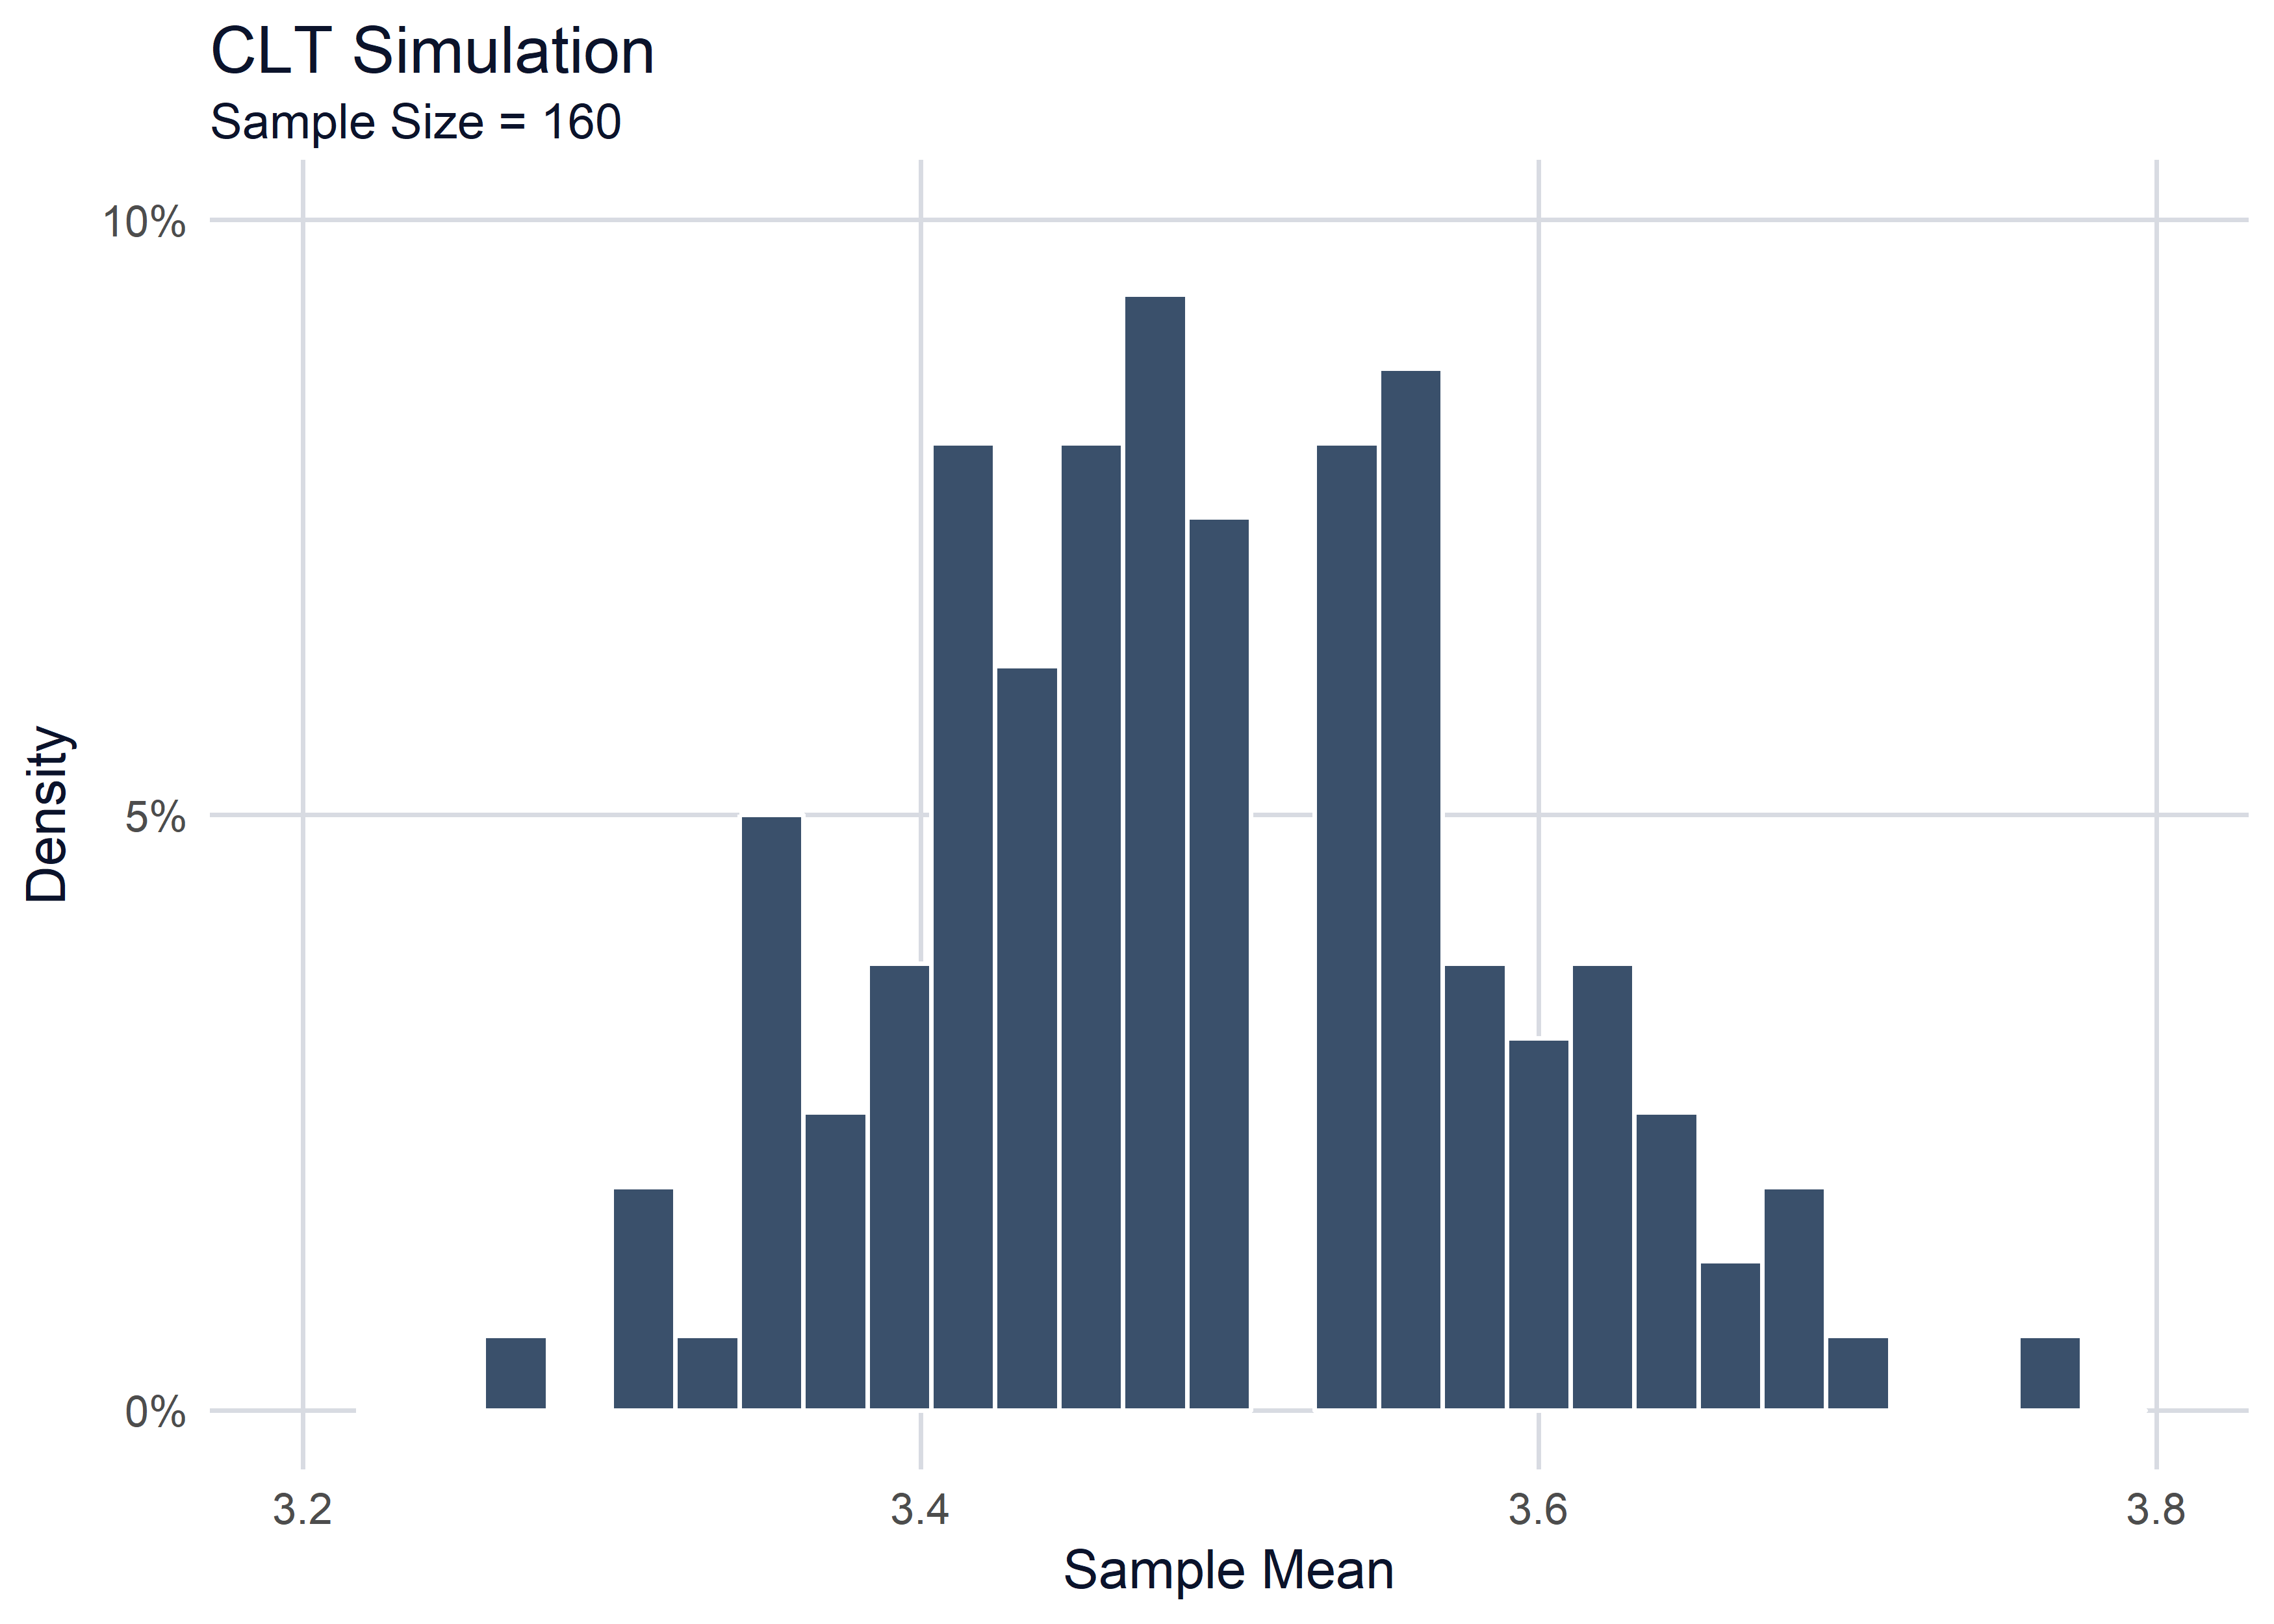 CLT Simulation
Sample Size = 160
10%
5%
0%
Density
3.2 3.4 3.6 3.8
Sample Mean